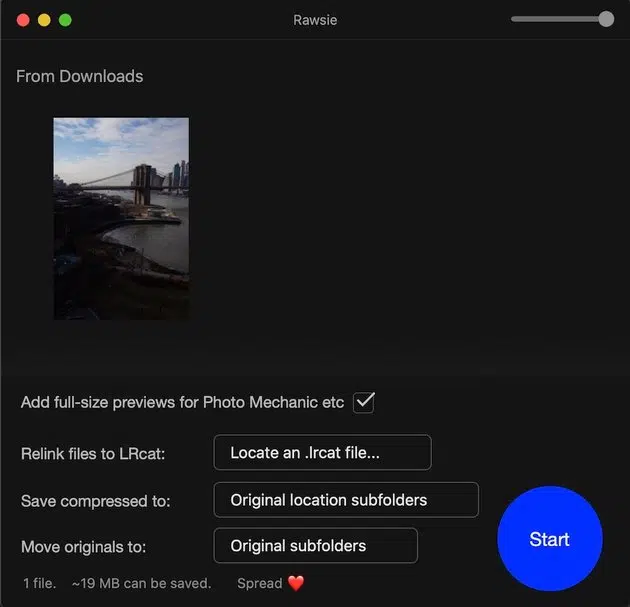 Rawsie
From Downloads
Add full-size previews for Photo Mechanic etc
Relink files to LRcat:
Locate an .lrcat file...
Save compressed to:
Original location subfolders
Move originals to:
Original subfolders
Start
1 file. ~19 MB can be saved. Spread ❤️